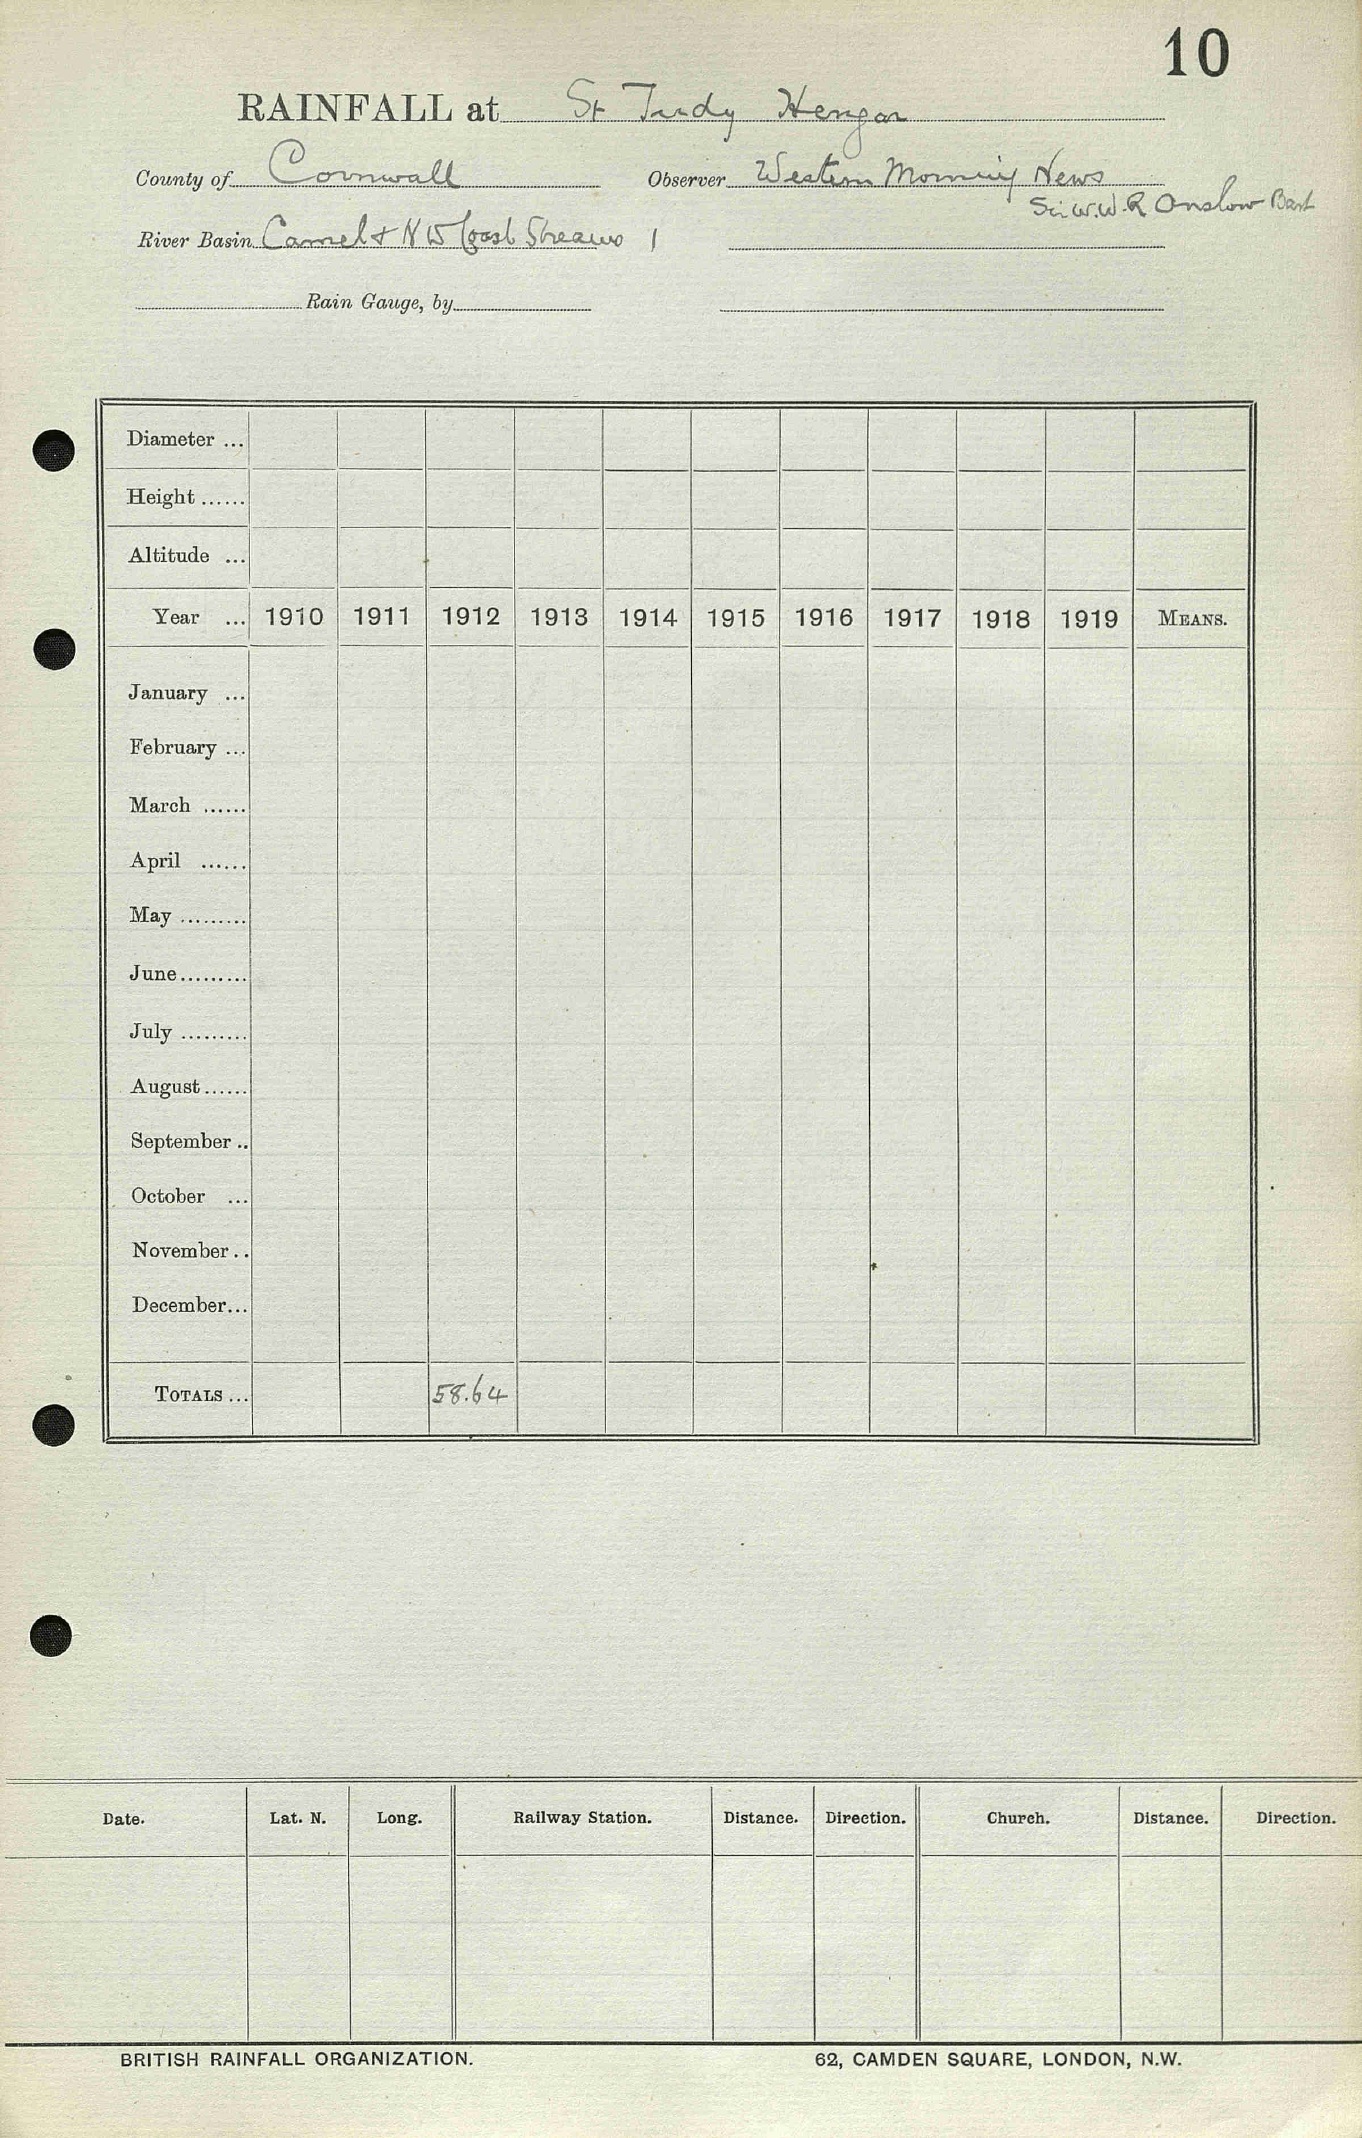 10
RAINFALL at St Tudy Hengar
County of Cornwall Observer Western Morning News
Sir W.W.R Onslow Bart
River Basin Camel & NW Coast Streams 1
Rain Gauge, by
Diameter ...
Height ......
Altitude ...
Year ... 1910 1911 1912 1913 1914 1915 1916 1917 1918 1919 MEANS.
January ...
February ...
March ......
April ......
May .........
June.........
July .........
August......
September ..
October ...
November ..
December...
TOTALS ... 58.64
Date. Lat. N. Long. Railway Station. Distance. Direction. Church. Distance. Direction.
BRITISH RAINFALL ORGANIZATION. 62, CAMDEN SQUARE, LONDON, N.W.